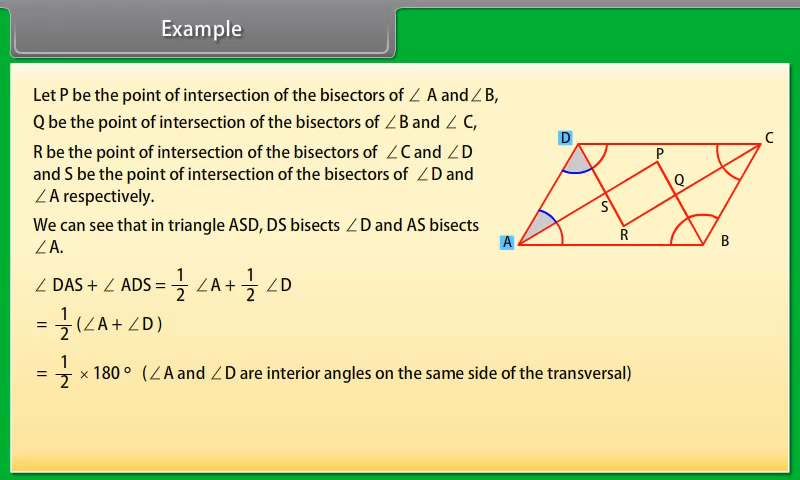 Example
Let P be the point of intersection of the bisectors of ∠ A and∠ B,
Q be the point of intersection of the bisectors of ∠B and ∠ C,
R be the point of intersection of the bisectors of ∠C and ∠D
and S be the point of intersection of the bisectors of ∠D and
∠A respectively.
We can see that in triangle ASD, DS bisects ∠D and AS bisects
∠A.
∠ DAS + ∠ ADS = 1/2 ∠A + 1/2 ∠D
= 1/2 (∠A + ∠D )
= 1/2 × 180 º (∠A and ∠D are interior angles on the same side of the transversal)
D
C
P
Q
S
R
A
B